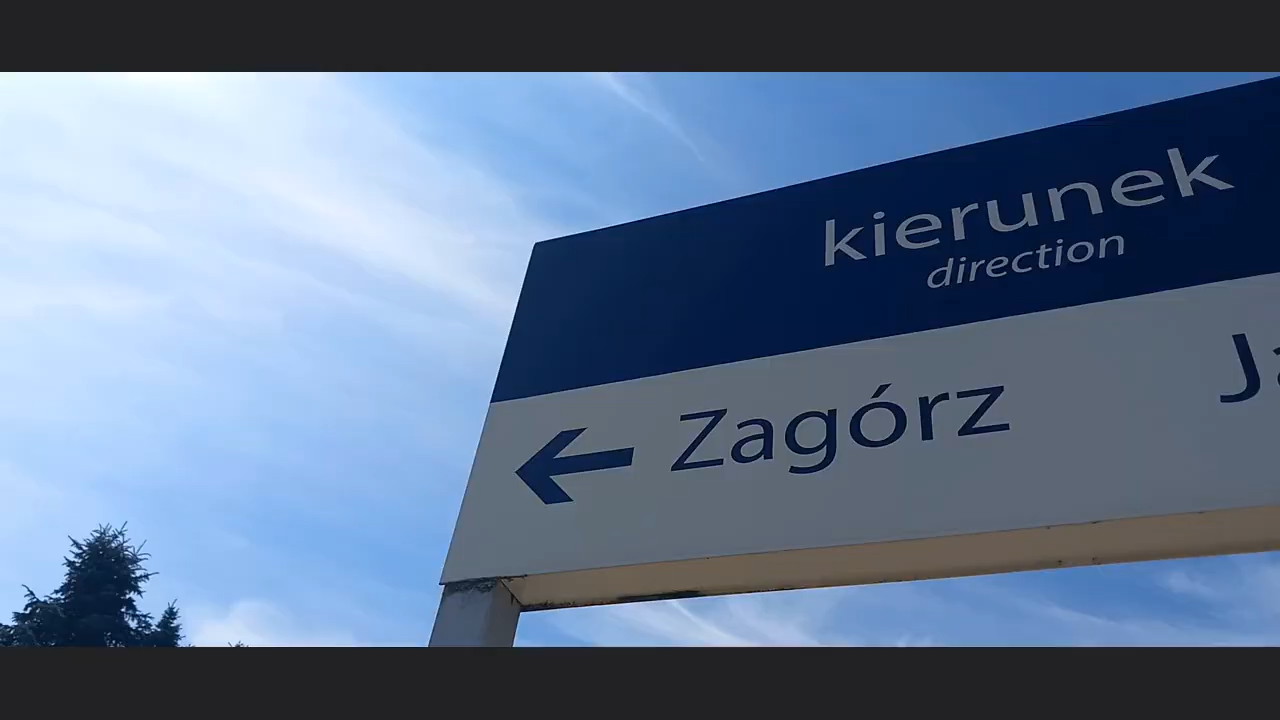 kierunek
direction
← Zagórz